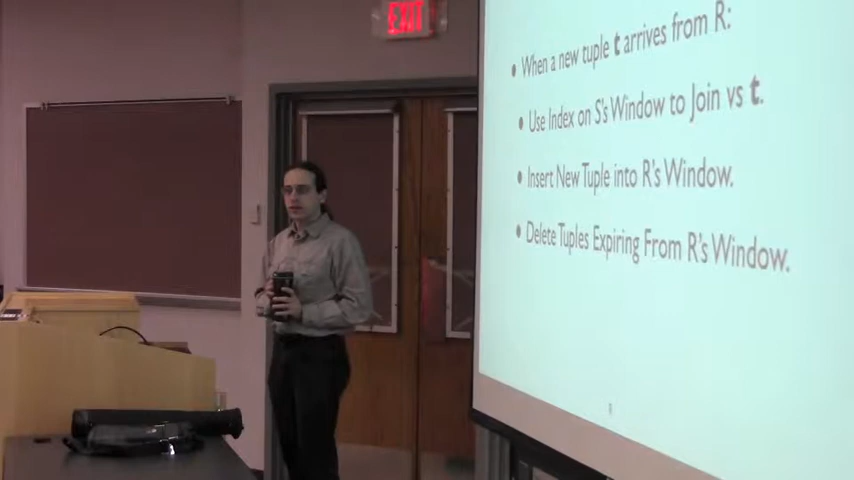 EXIT
• When a new tuple t arrives from R:
• Use Index on S's Window to Join vs t.
• Insert New Tuple into R's Window.
• Delete Tuples Expiring From R's Window.